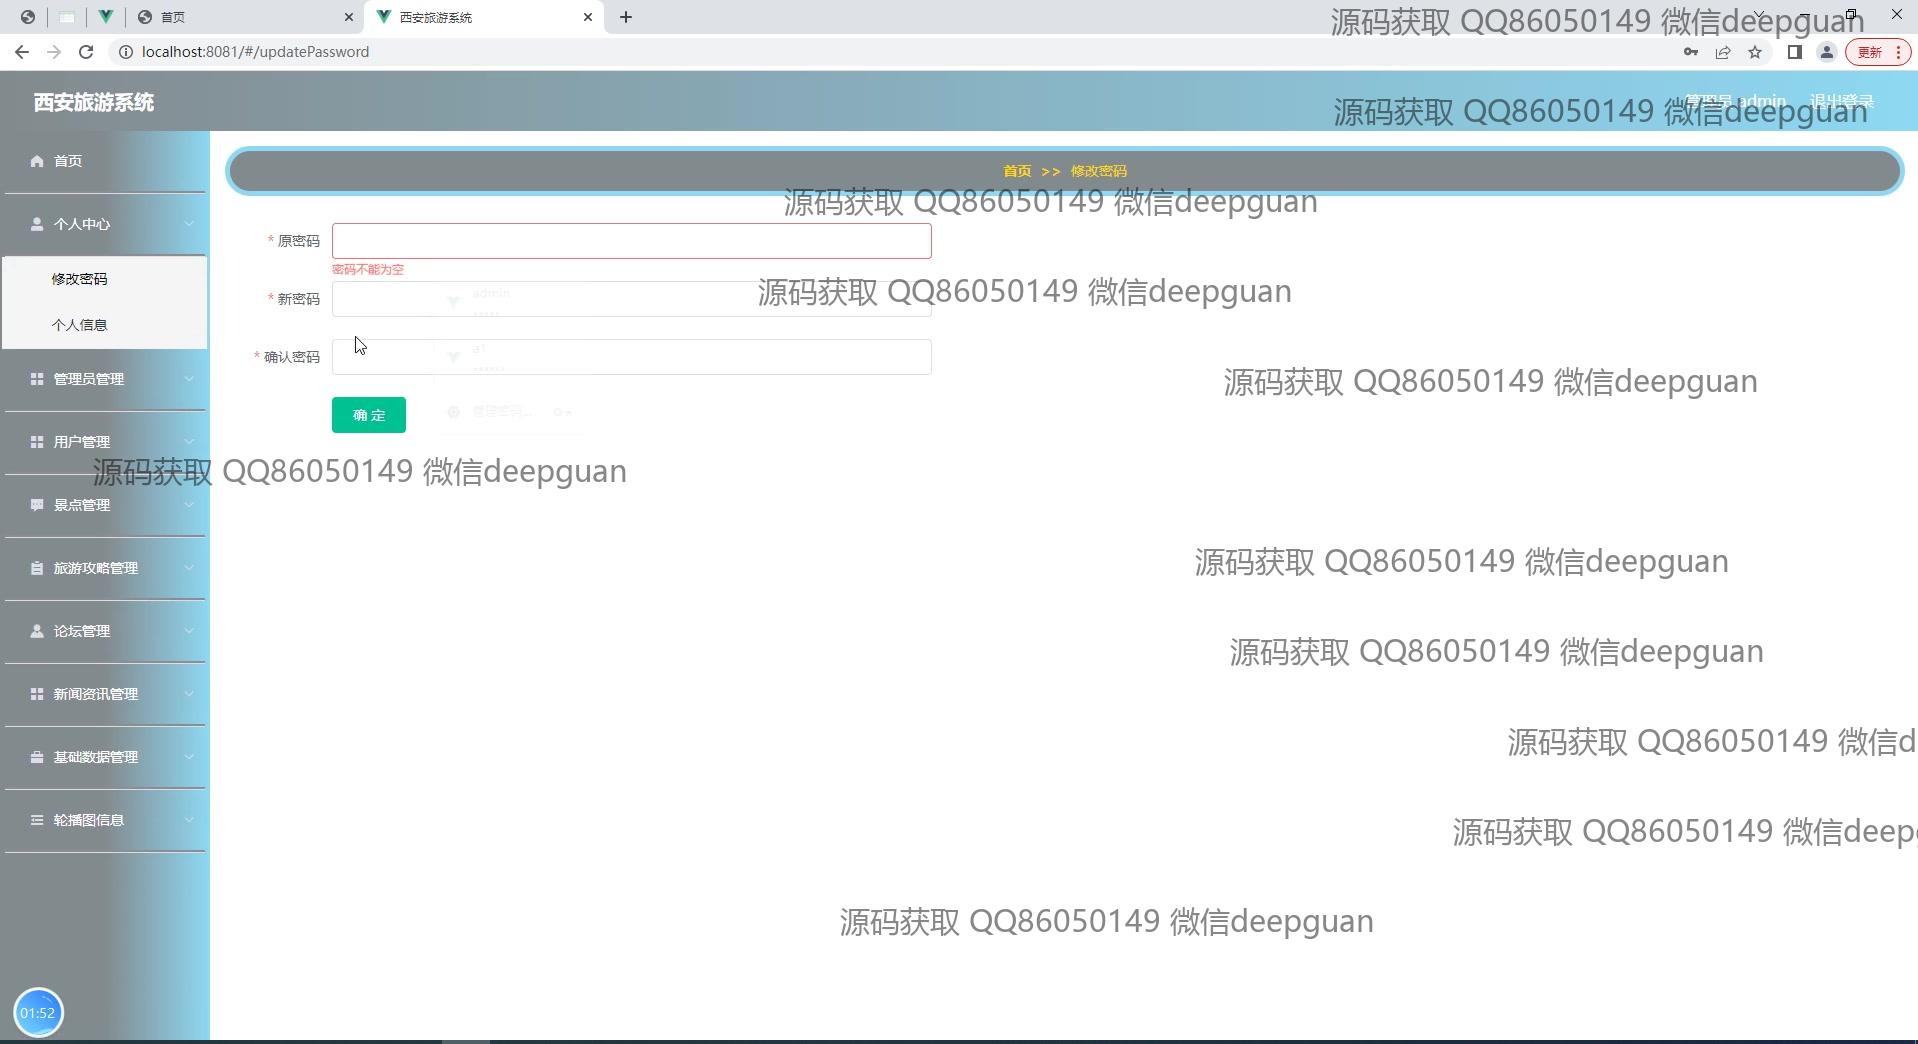 首页
西安旅游系统
源码获取 QQ86050149 微信deepguan
localhost:8081/#/updatePassword
更新
西安旅游系统
管理员 admin
退出登录
源码获取 QQ86050149 微信deepguan
首页
首页 >> 修改密码
源码获取 QQ86050149 微信deepguan
个人中心
* 原密码
密码不能为空
修改密码
* 新密码
admin
源码获取 QQ86050149 微信deepguan
个人信息
* 确认密码
a1
管理员管理
源码获取 QQ86050149 微信deepguan
确 定
管理密码...
用户管理
源码获取 QQ86050149 微信deepguan
景点管理
旅游攻略管理
源码获取 QQ86050149 微信deepguan
论坛管理
源码获取 QQ86050149 微信deepguan
新闻资讯管理
源码获取 QQ86050149 微信d
基础数据管理
轮播图信息
源码获取 QQ86050149 微信deep
源码获取 QQ86050149 微信deepguan
01:52